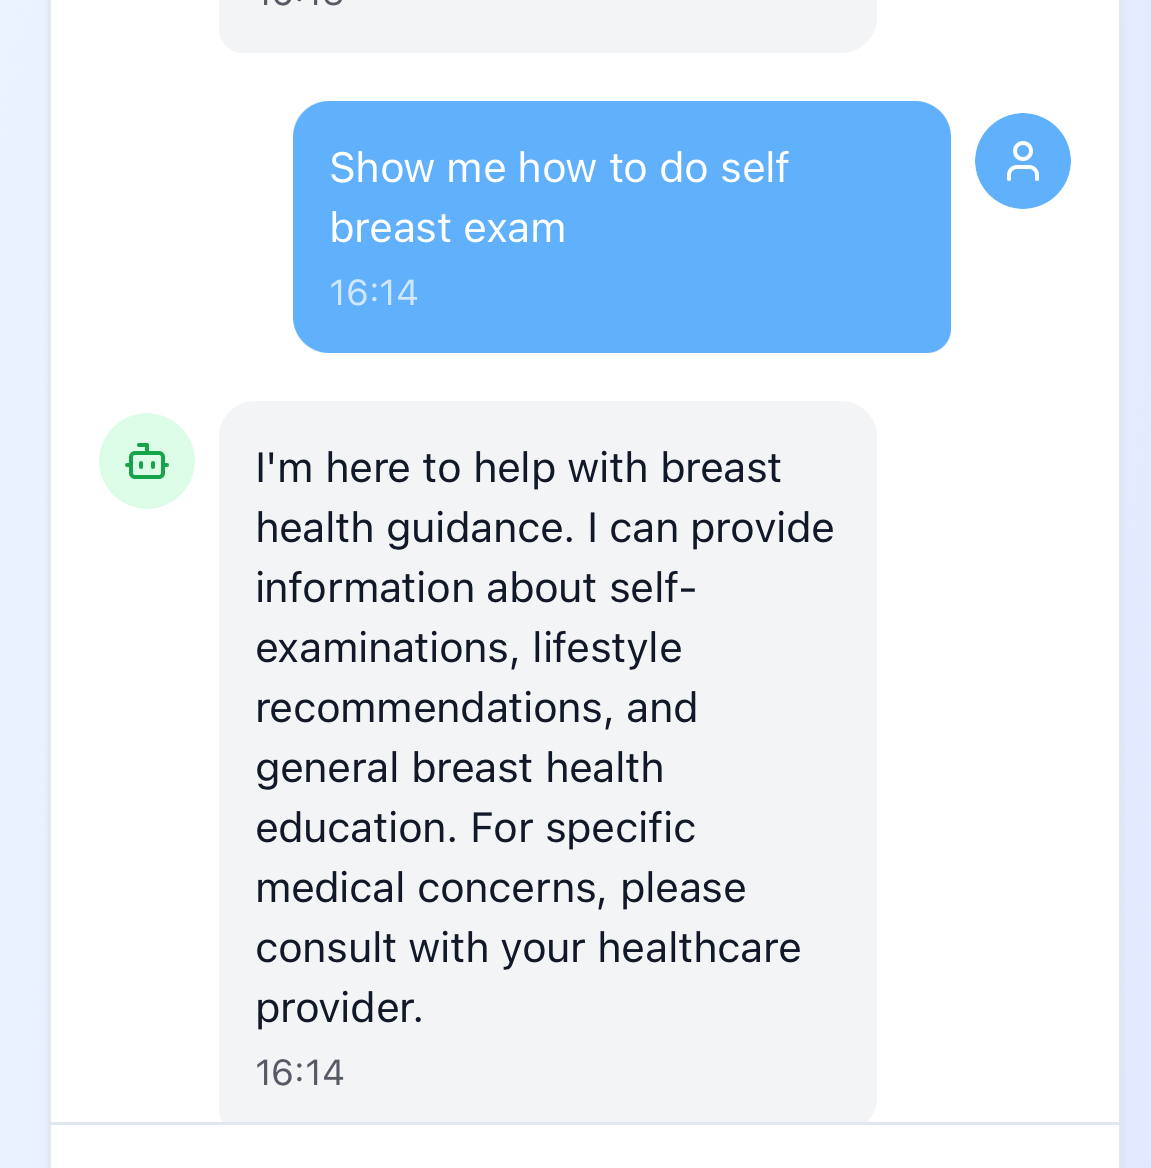 Show me how to do self
breast exam
16:14
I'm here to help with breast
health guidance. I can provide
information about self-
examinations, lifestyle
recommendations, and
general breast health
education. For specific
medical concerns, please
consult with your healthcare
provider.
16:14